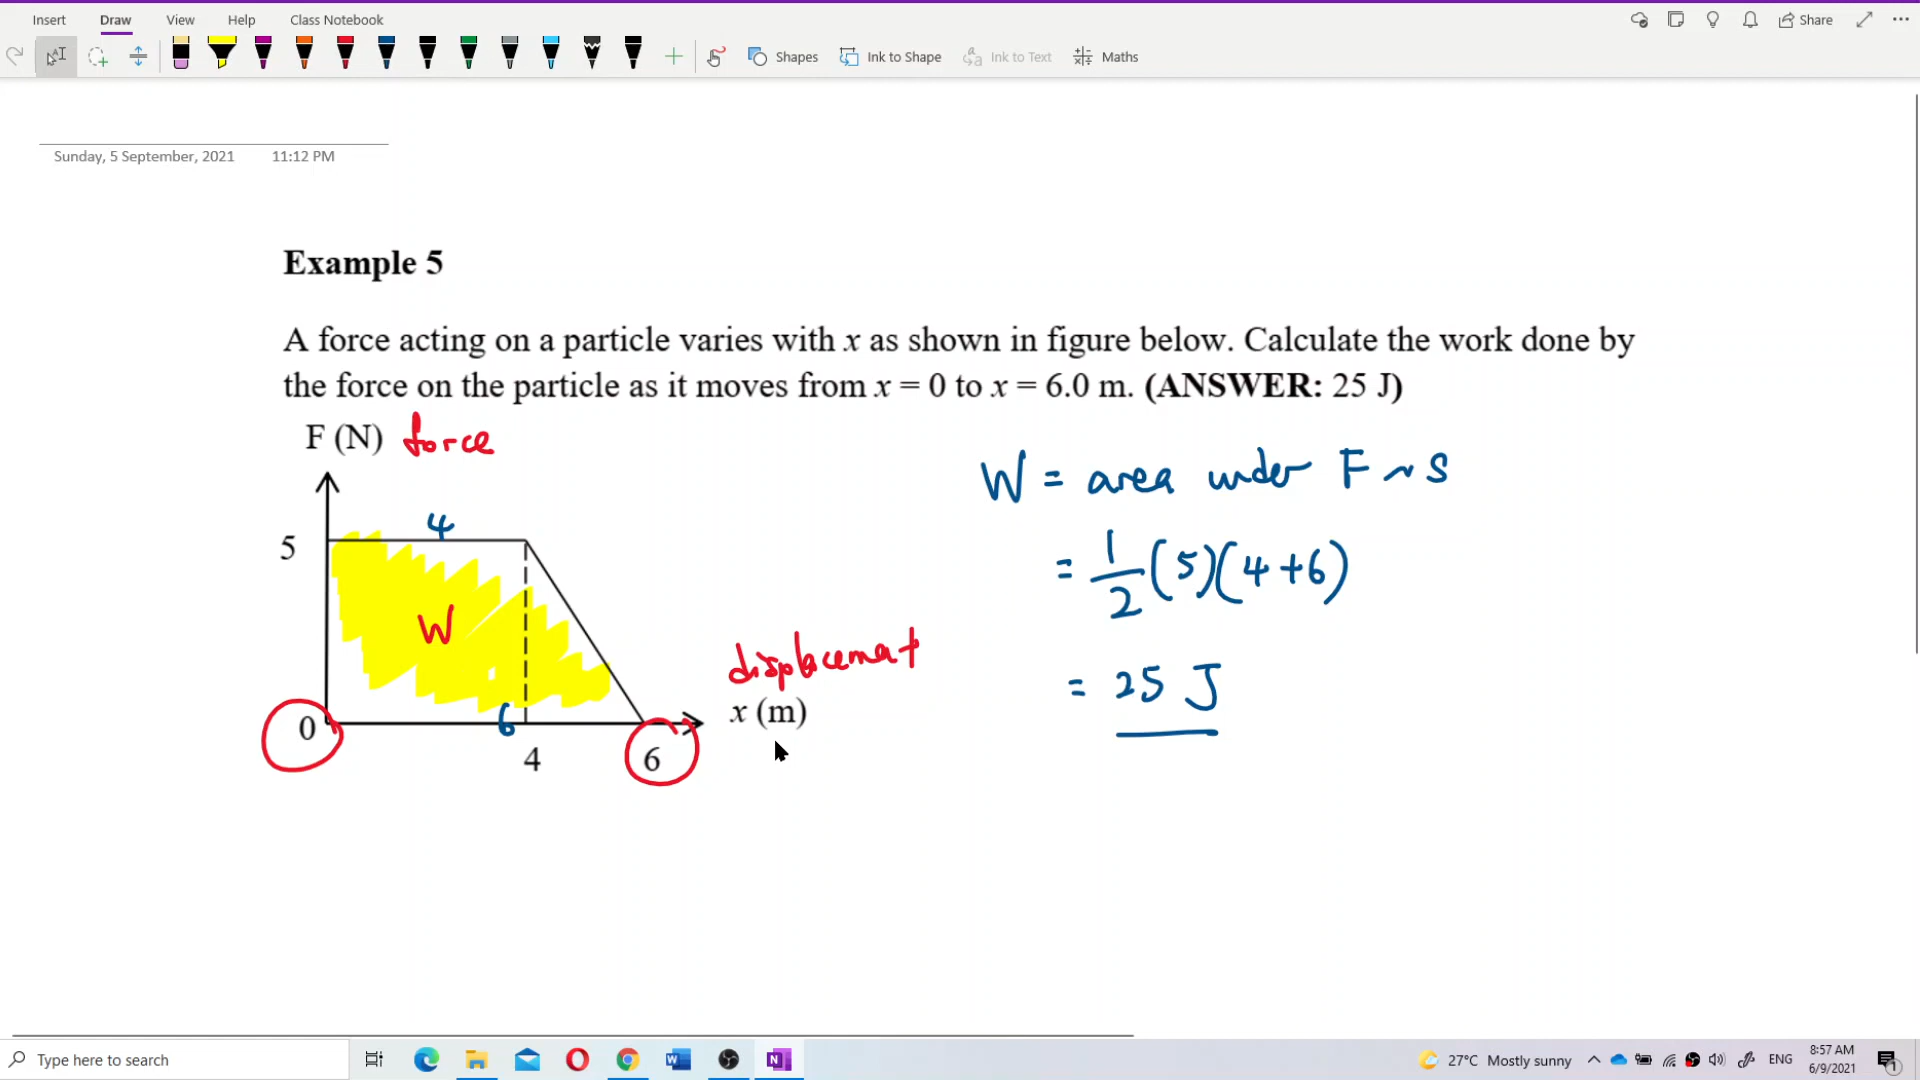 Insert Draw View Help Class Notebook Share
Shapes Ink to Shape Ink to Text Maths
Sunday, 5 September, 2021 11:12 PM
Example 5
A force acting on a particle varies with x as shown in figure below. Calculate the work done by
the force on the particle as it moves from x = 0 to x = 6.0 m. (ANSWER: 25 J)
F (N) force
W = area under F ~ S
4
5
= 1/2 (5)(4+6)
W
displacement
= 25 J
x (m)
0
6
4
6
Type here to search
27°C Mostly sunny
ENG
8:57 AM
6/9/2021
1